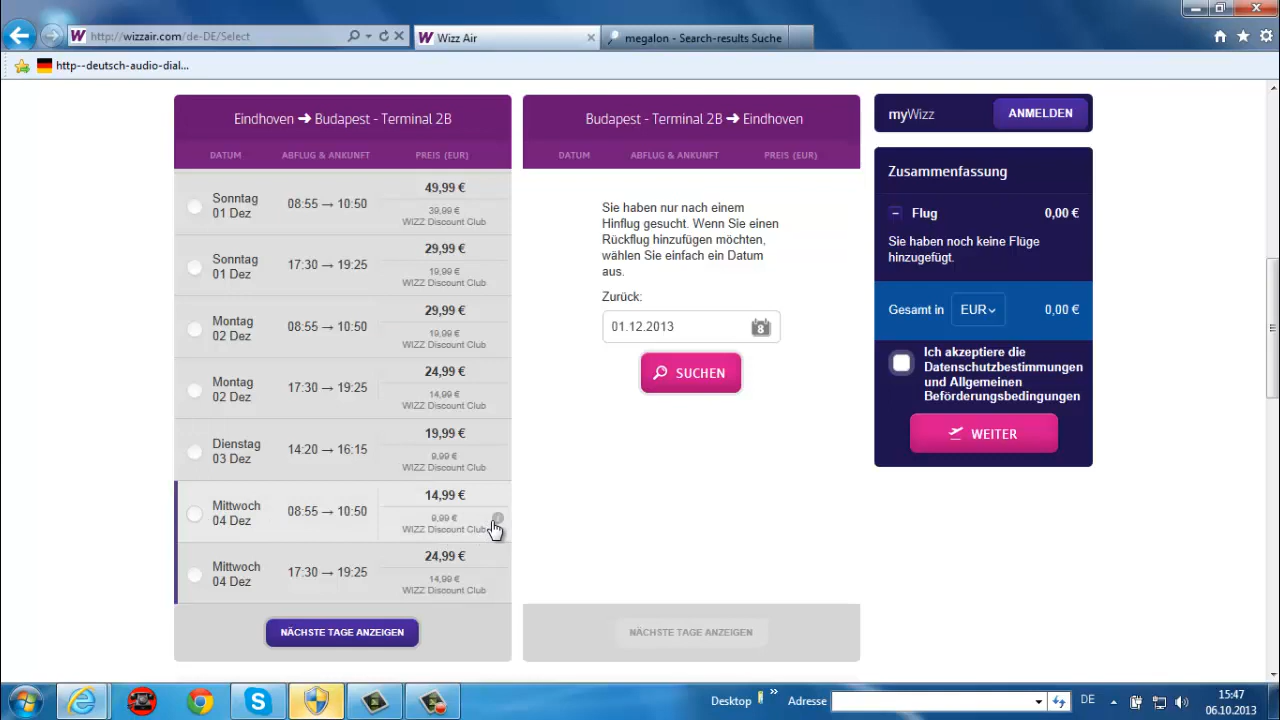 http://wizzair.com/de-DE/Select
Wizz Air
megalon - Search-results Suche
http--deutsch-audio-dial...
Eindhoven → Budapest - Terminal 2B
DATUM ABFLUG & ANKUNFT PREIS (EUR)
Sonntag
01 Dez
08:55 → 10:50
49,99 €
39,99 €
WIZZ Discount Club
Sonntag
01 Dez
17:30 → 19:25
29,99 €
19,99 €
WIZZ Discount Club
Montag
02 Dez
08:55 → 10:50
29,99 €
19,99 €
WIZZ Discount Club
Montag
02 Dez
17:30 → 19:25
24,99 €
14,99 €
WIZZ Discount Club
Dienstag
03 Dez
14:20 → 16:15
19,99 €
9,99 €
WIZZ Discount Club
Mittwoch
04 Dez
08:55 → 10:50
14,99 €
9,99 €
WIZZ Discount Club
Mittwoch
04 Dez
17:30 → 19:25
24,99 €
14,99 €
WIZZ Discount Club
NÄCHSTE TAGE ANZEIGEN
Budapest - Terminal 2B → Eindhoven
DATUM ABFLUG & ANKUNFT PREIS (EUR)
Sie haben nur nach einem
Hinflug gesucht. Wenn Sie einen
Rückflug hinzufügen möchten,
wählen Sie einfach ein Datum
aus.
Zurück:
01.12.2013
8
SUCHEN
NÄCHSTE TAGE ANZEIGEN
myWizz
ANMELDEN
Zusammenfassung
Flug 0,00 €
Sie haben noch keine Flüge
hinzugefügt.
Gesamt in EUR 0,00 €
Ich akzeptiere die
Datenschutzbestimmungen
und Allgemeinen
Beförderungsbedingungen
WEITER
Desktop » Adresse DE
15:47
06.10.2013